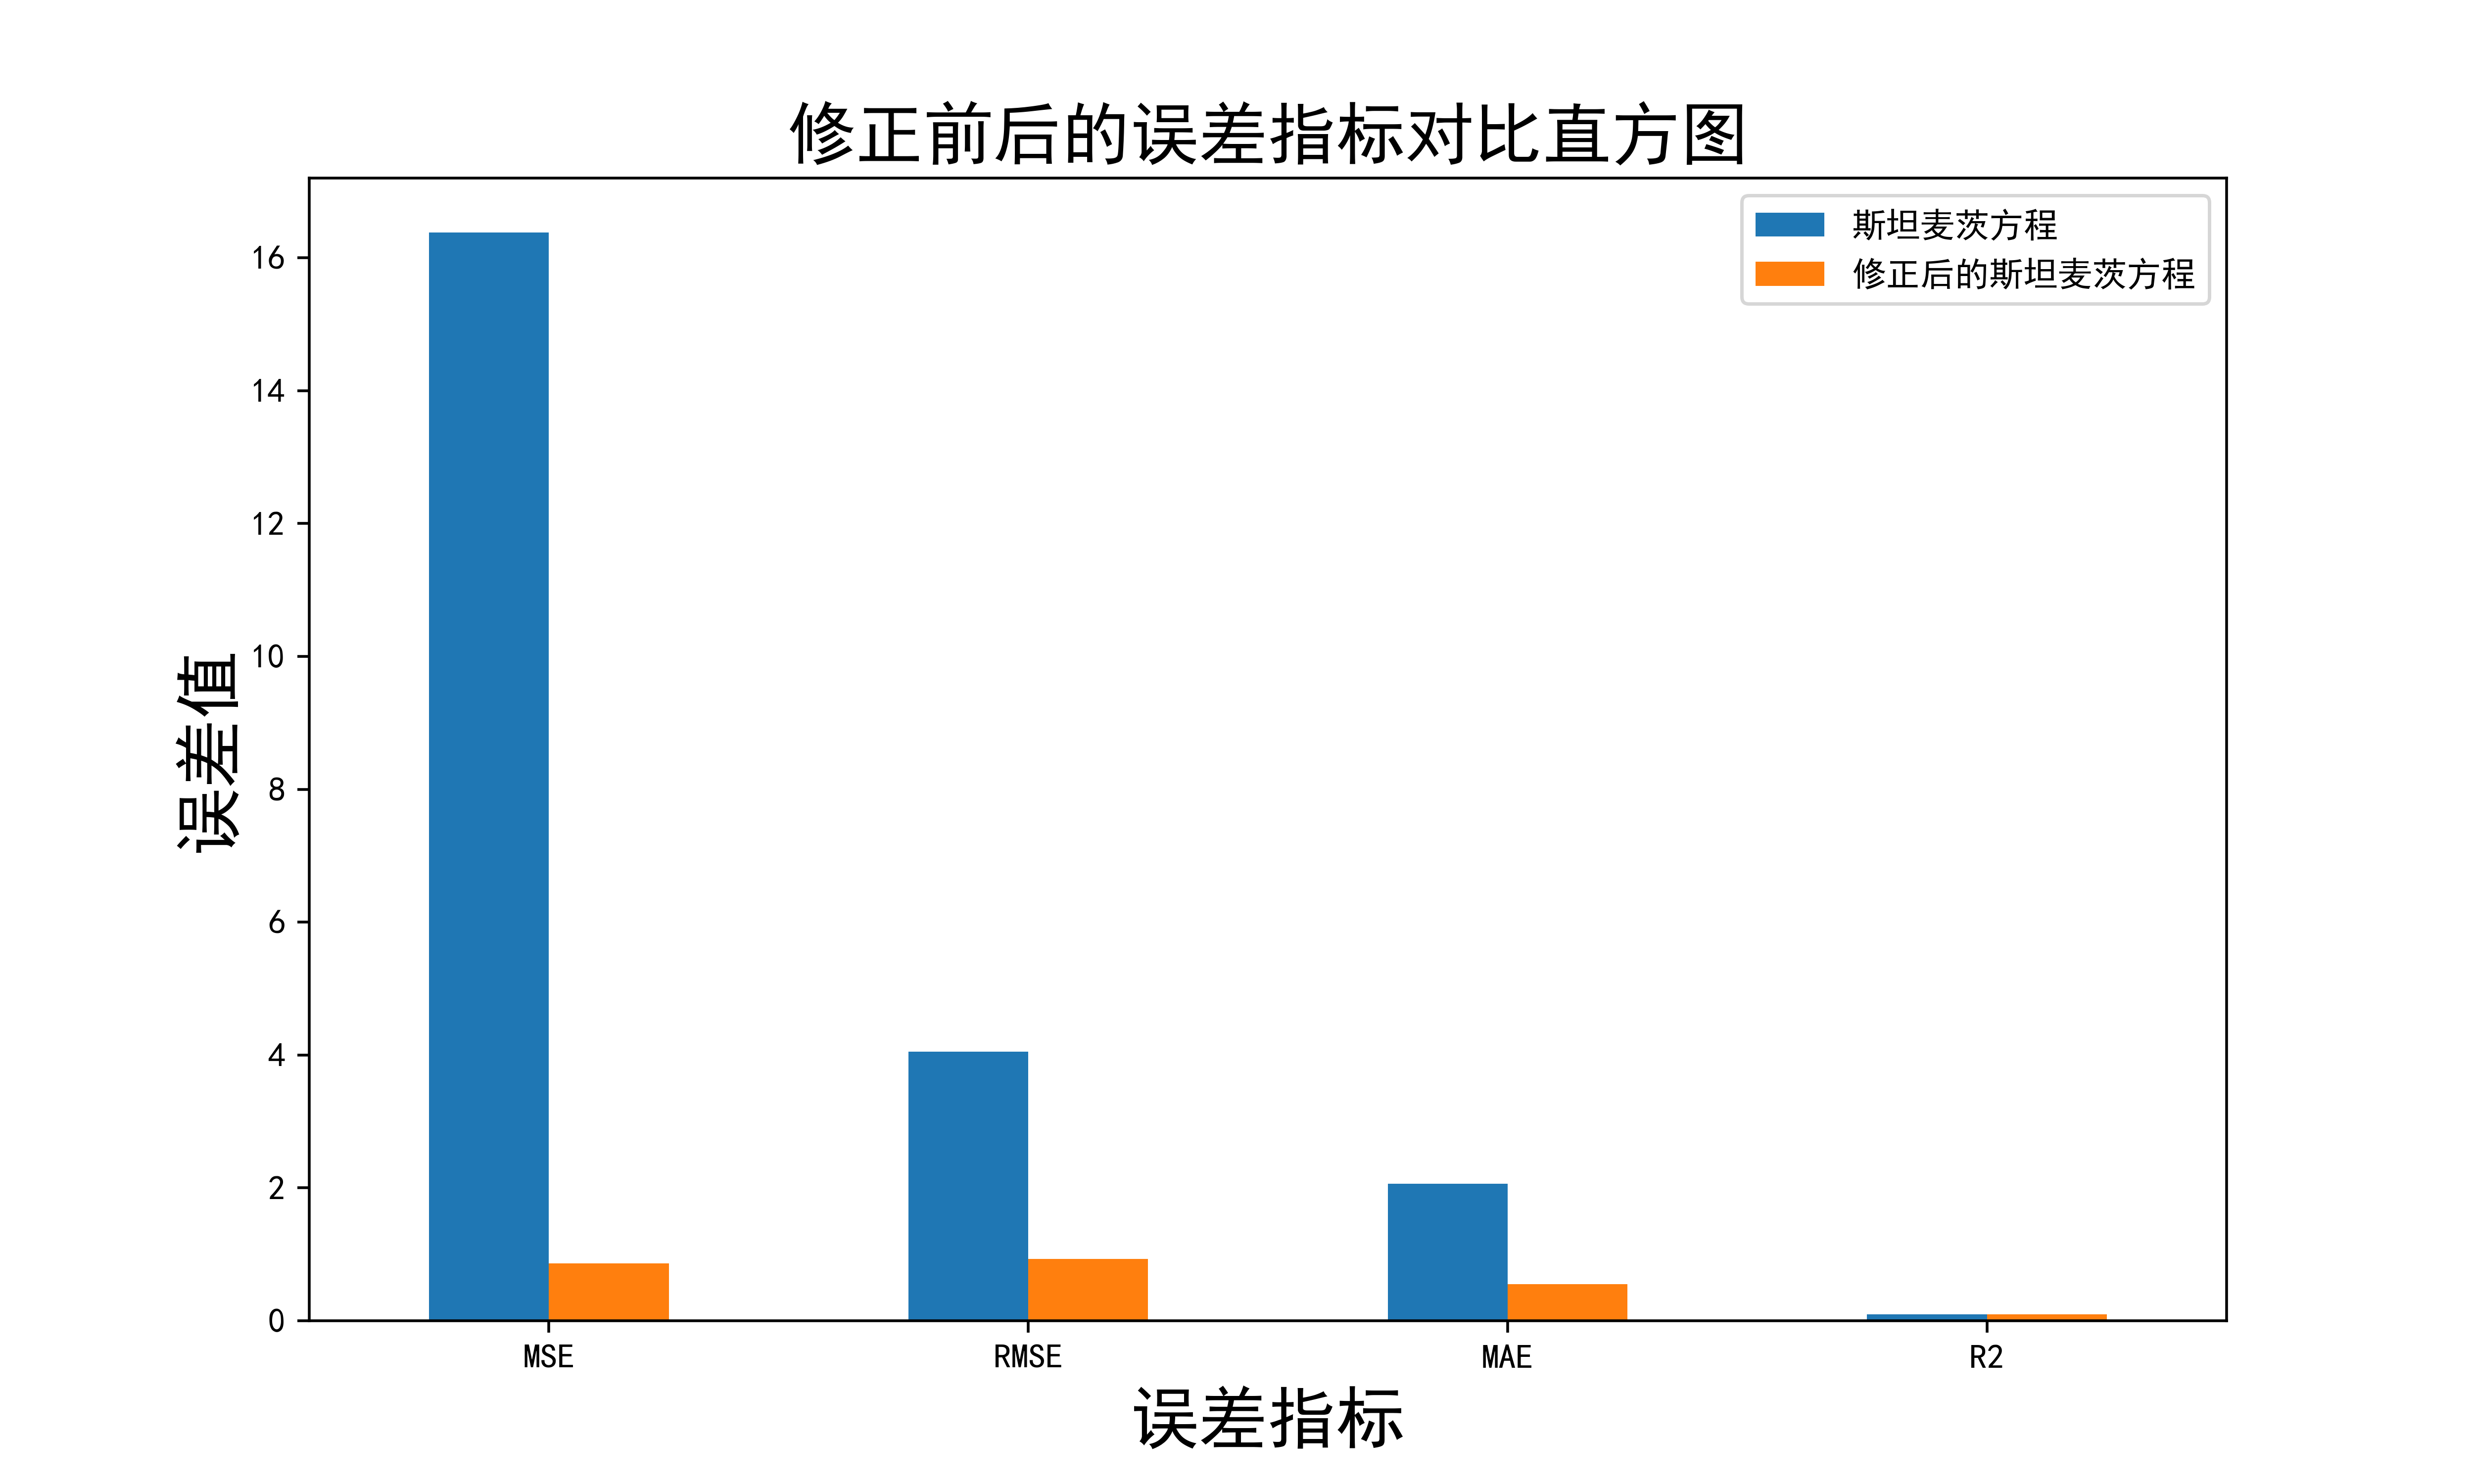 修正前后的误差指标对比直方图
斯坦麦茨方程
修正后的斯坦麦茨方程
误差值
16
14
12
10
8
6
4
2
0
MSE
RMSE
MAE
R2
误差指标